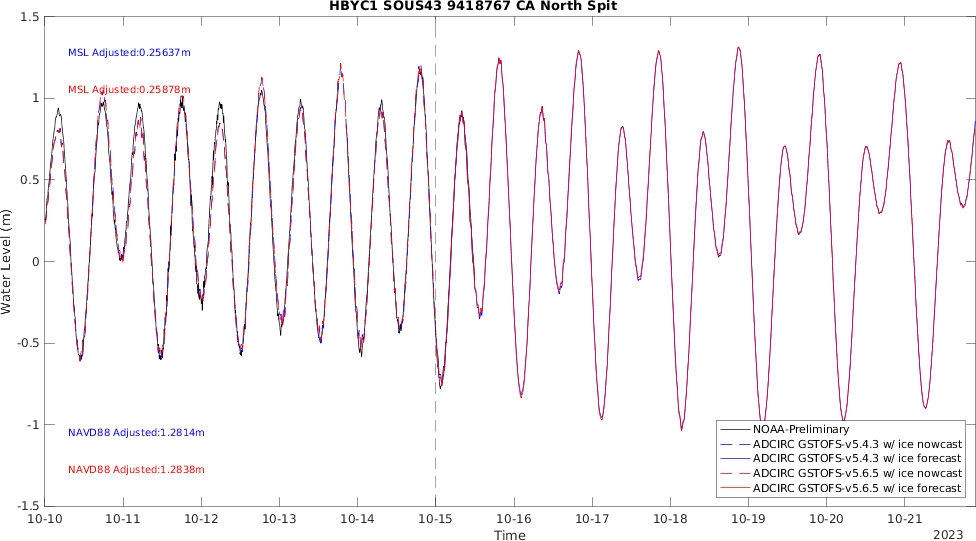 HBYC1 SOUS43 9418767 CA North Spit
1.5
1
0.5
0
-0.5
-1
-1.5
Water Level (m)
MSL Adjusted:0.25637m
MSL Adjusted:0.25878m
NAVD88 Adjusted:1.2814m
NAVD88 Adjusted:1.2838m
NOAA-Preliminary
ADCIRC GSTOFS-v5.4.3 w/ ice nowcast
ADCIRC GSTOFS-v5.4.3 w/ ice forecast
ADCIRC GSTOFS-v5.6.5 w/ ice nowcast
ADCIRC GSTOFS-v5.6.5 w/ ice forecast
10-10 10-11 10-12 10-13 10-14 10-15 10-16 10-17 10-18 10-19 10-20 10-21
Time
2023